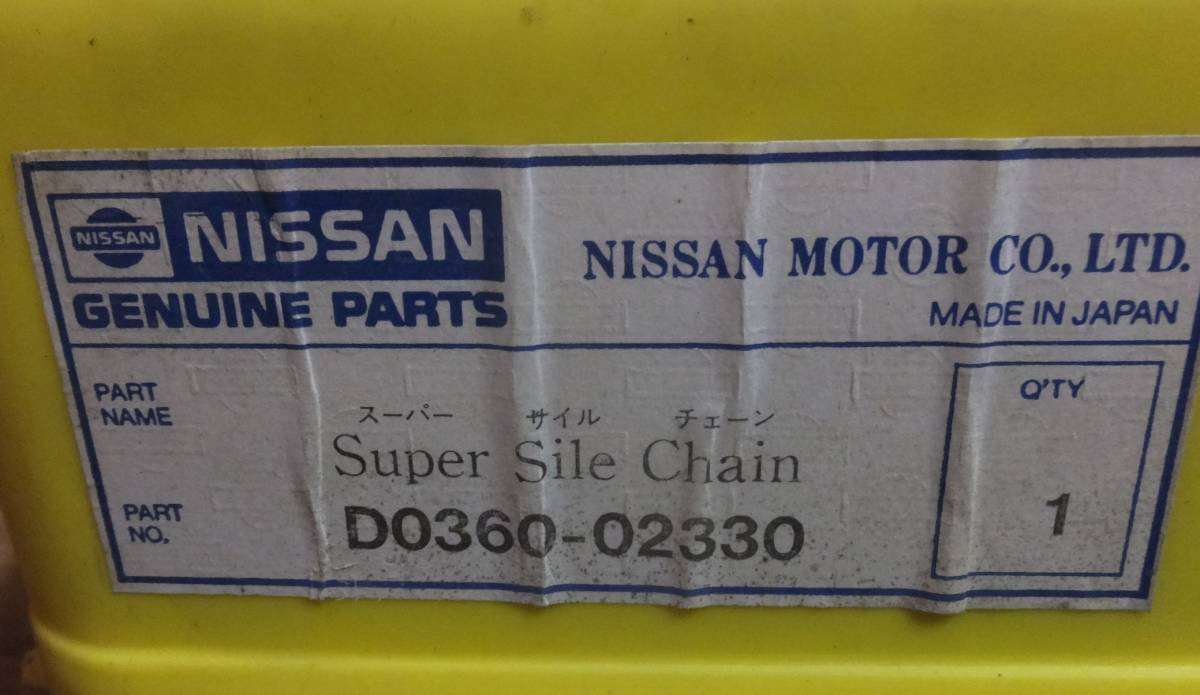 NISSAN NISSAN
GENUINE PARTS
NISSAN MOTOR CO., LTD.
MADE IN JAPAN
PART
NAME
スーパー サイル チェーン
Super Sile Chain
PART
NO.
D0360-02330
Q'TY
1